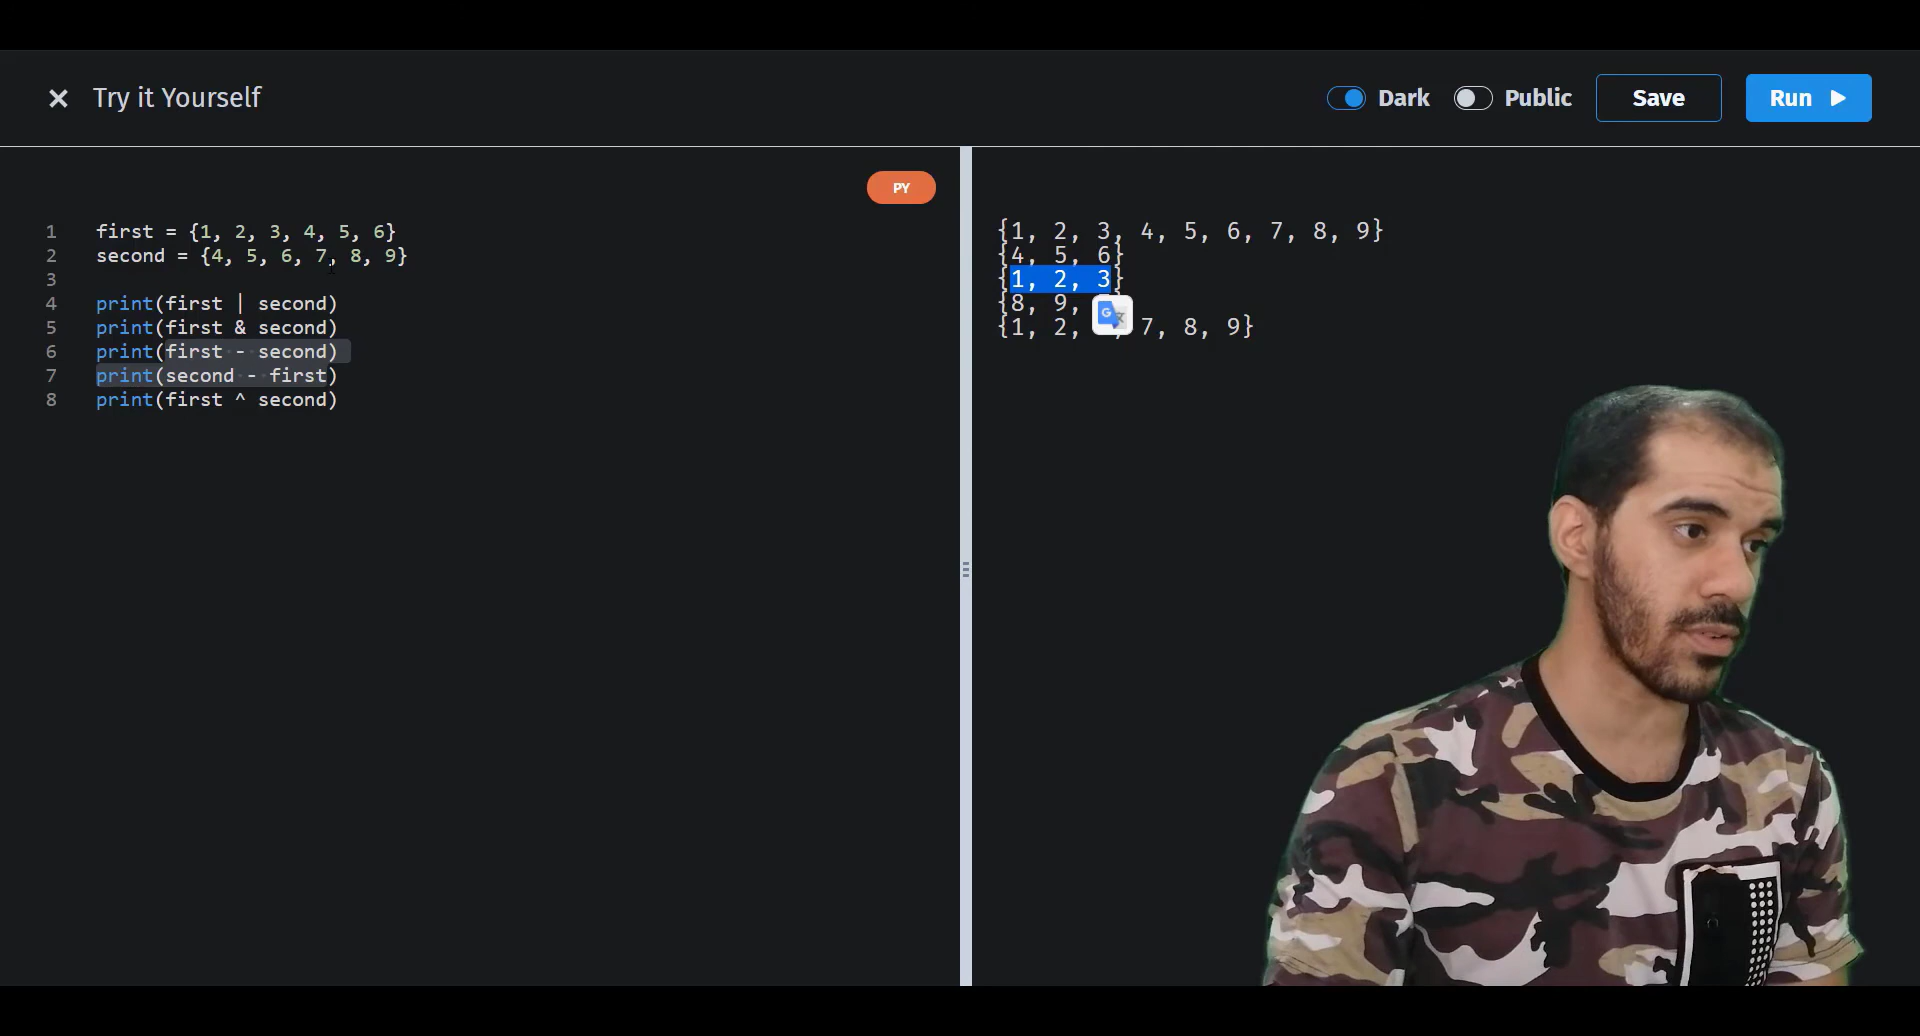 Try it Yourself
Dark
Public
Save
Run
PY
1 first = {1, 2, 3, 4, 5, 6}
2 second = {4, 5, 6, 7, 8, 9}
3
4 print(first | second)
5 print(first & second)
6 print(first - second)
7 print(second - first)
8 print(first ^ second)
{1, 2, 3, 4, 5, 6, 7, 8, 9}
{4, 5, 6}
{1, 2, 3}
{8, 9,
{1, 2, , 7, 8, 9}